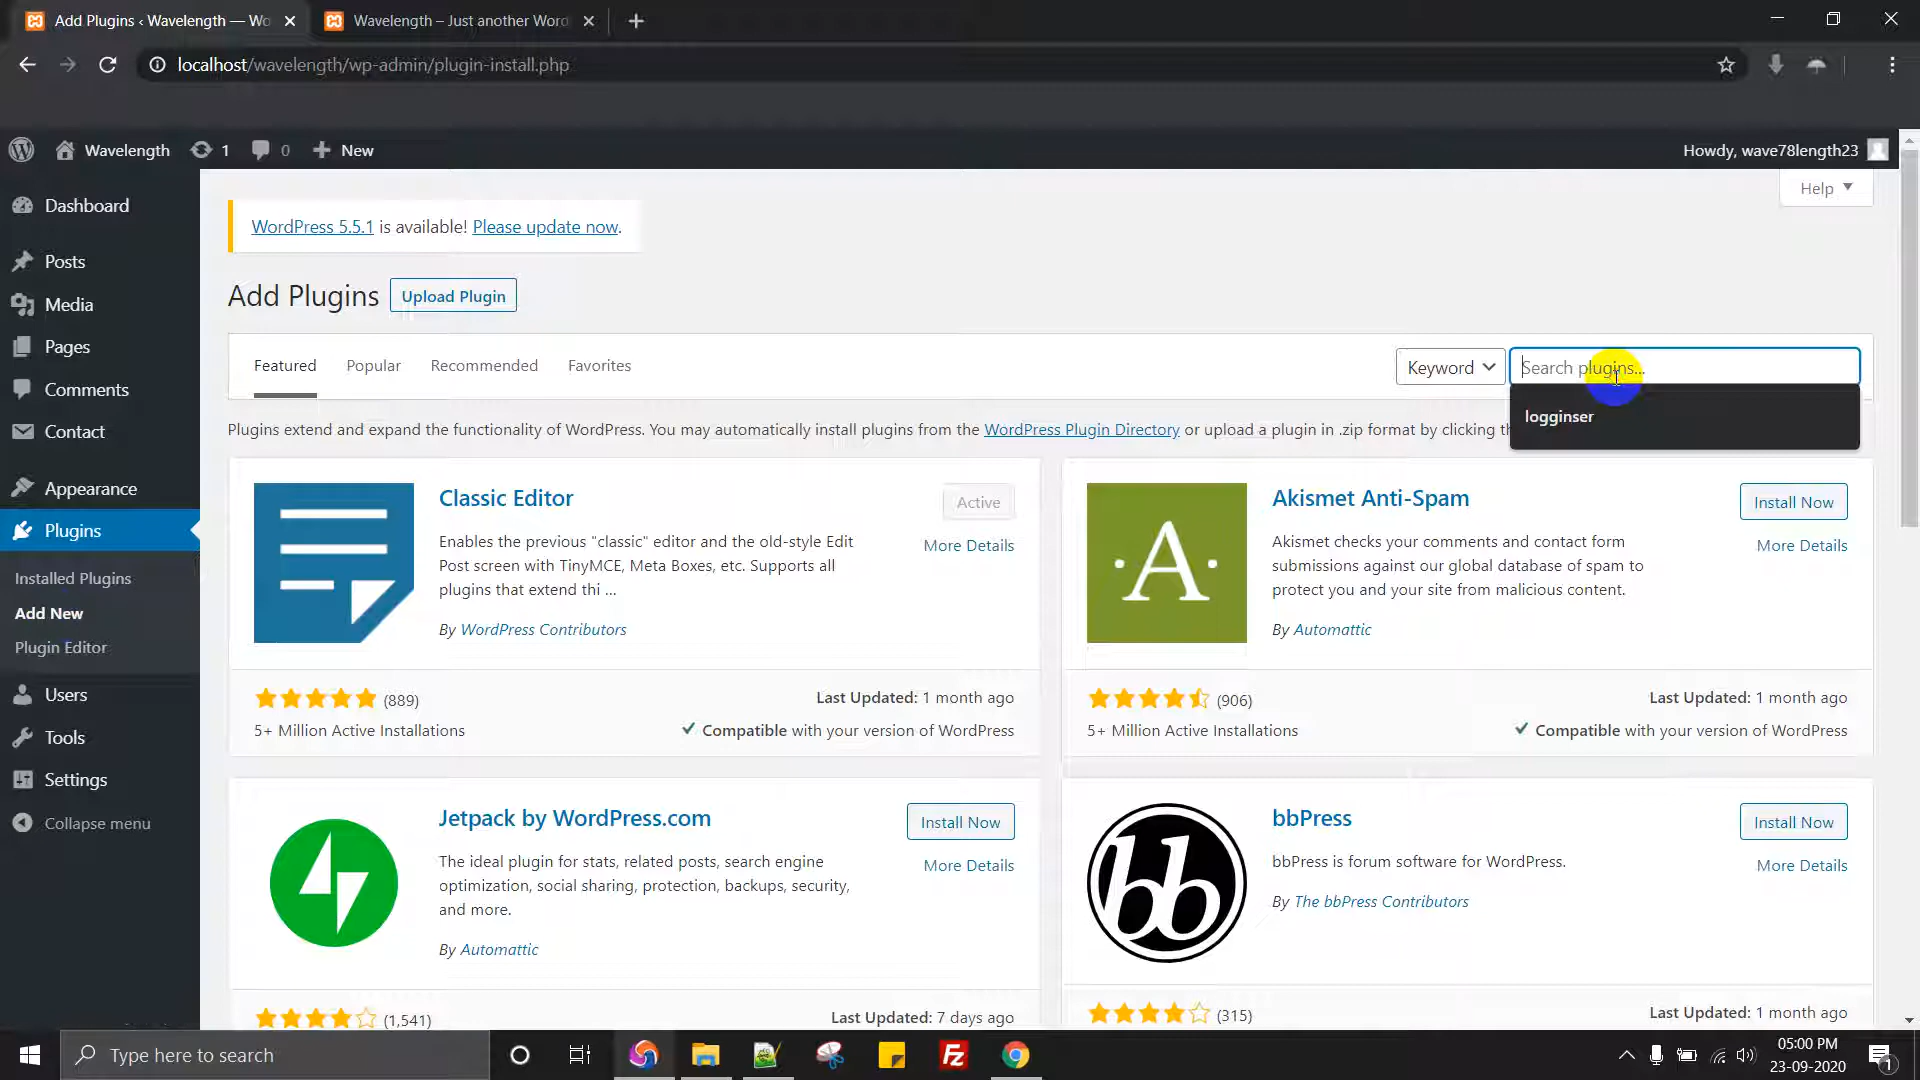 Add Plugins ‹ Wavelength — Wo
Wavelength – Just another Word
localhost/wavelength/wp-admin/plugin-install.php
Wavelength
1
0
New
Howdy, wave78length23
Help
Dashboard
Posts
Media
Pages
Comments
Contact
Appearance
Plugins
Installed Plugins
Add New
Plugin Editor
Users
Tools
Settings
Collapse menu
WordPress 5.5.1 is available! Please update now.
Add Plugins
Upload Plugin
Featured
Popular
Recommended
Favorites
Keyword
Search plugins...
logginser
Plugins extend and expand the functionality of WordPress. You may automatically install plugins from the WordPress Plugin Directory or upload a plugin in .zip format by clicking
Classic Editor
Active
More Details
Enables the previous "classic" editor and the old-style Edit
Post screen with TinyMCE, Meta Boxes, etc. Supports all
plugins that extend thi ...
By WordPress Contributors
(889)
Last Updated: 1 month ago
5+ Million Active Installations
Compatible with your version of WordPress
A
Akismet Anti-Spam
Install Now
More Details
Akismet checks your comments and contact form
submissions against our global database of spam to
protect you and your site from malicious content.
By Automattic
(906)
Last Updated: 1 month ago
5+ Million Active Installations
Compatible with your version of WordPress
Jetpack by WordPress.com
Install Now
More Details
The ideal plugin for stats, related posts, search engine
optimization, social sharing, protection, backups, security,
and more.
By Automattic
(1,541)
Last Updated: 7 days ago
bb
bbPress
Install Now
More Details
bbPress is forum software for WordPress.
By The bbPress Contributors
(315)
Last Updated: 1 month ago
Type here to search
Fz
05:00 PM
23-09-2020
1